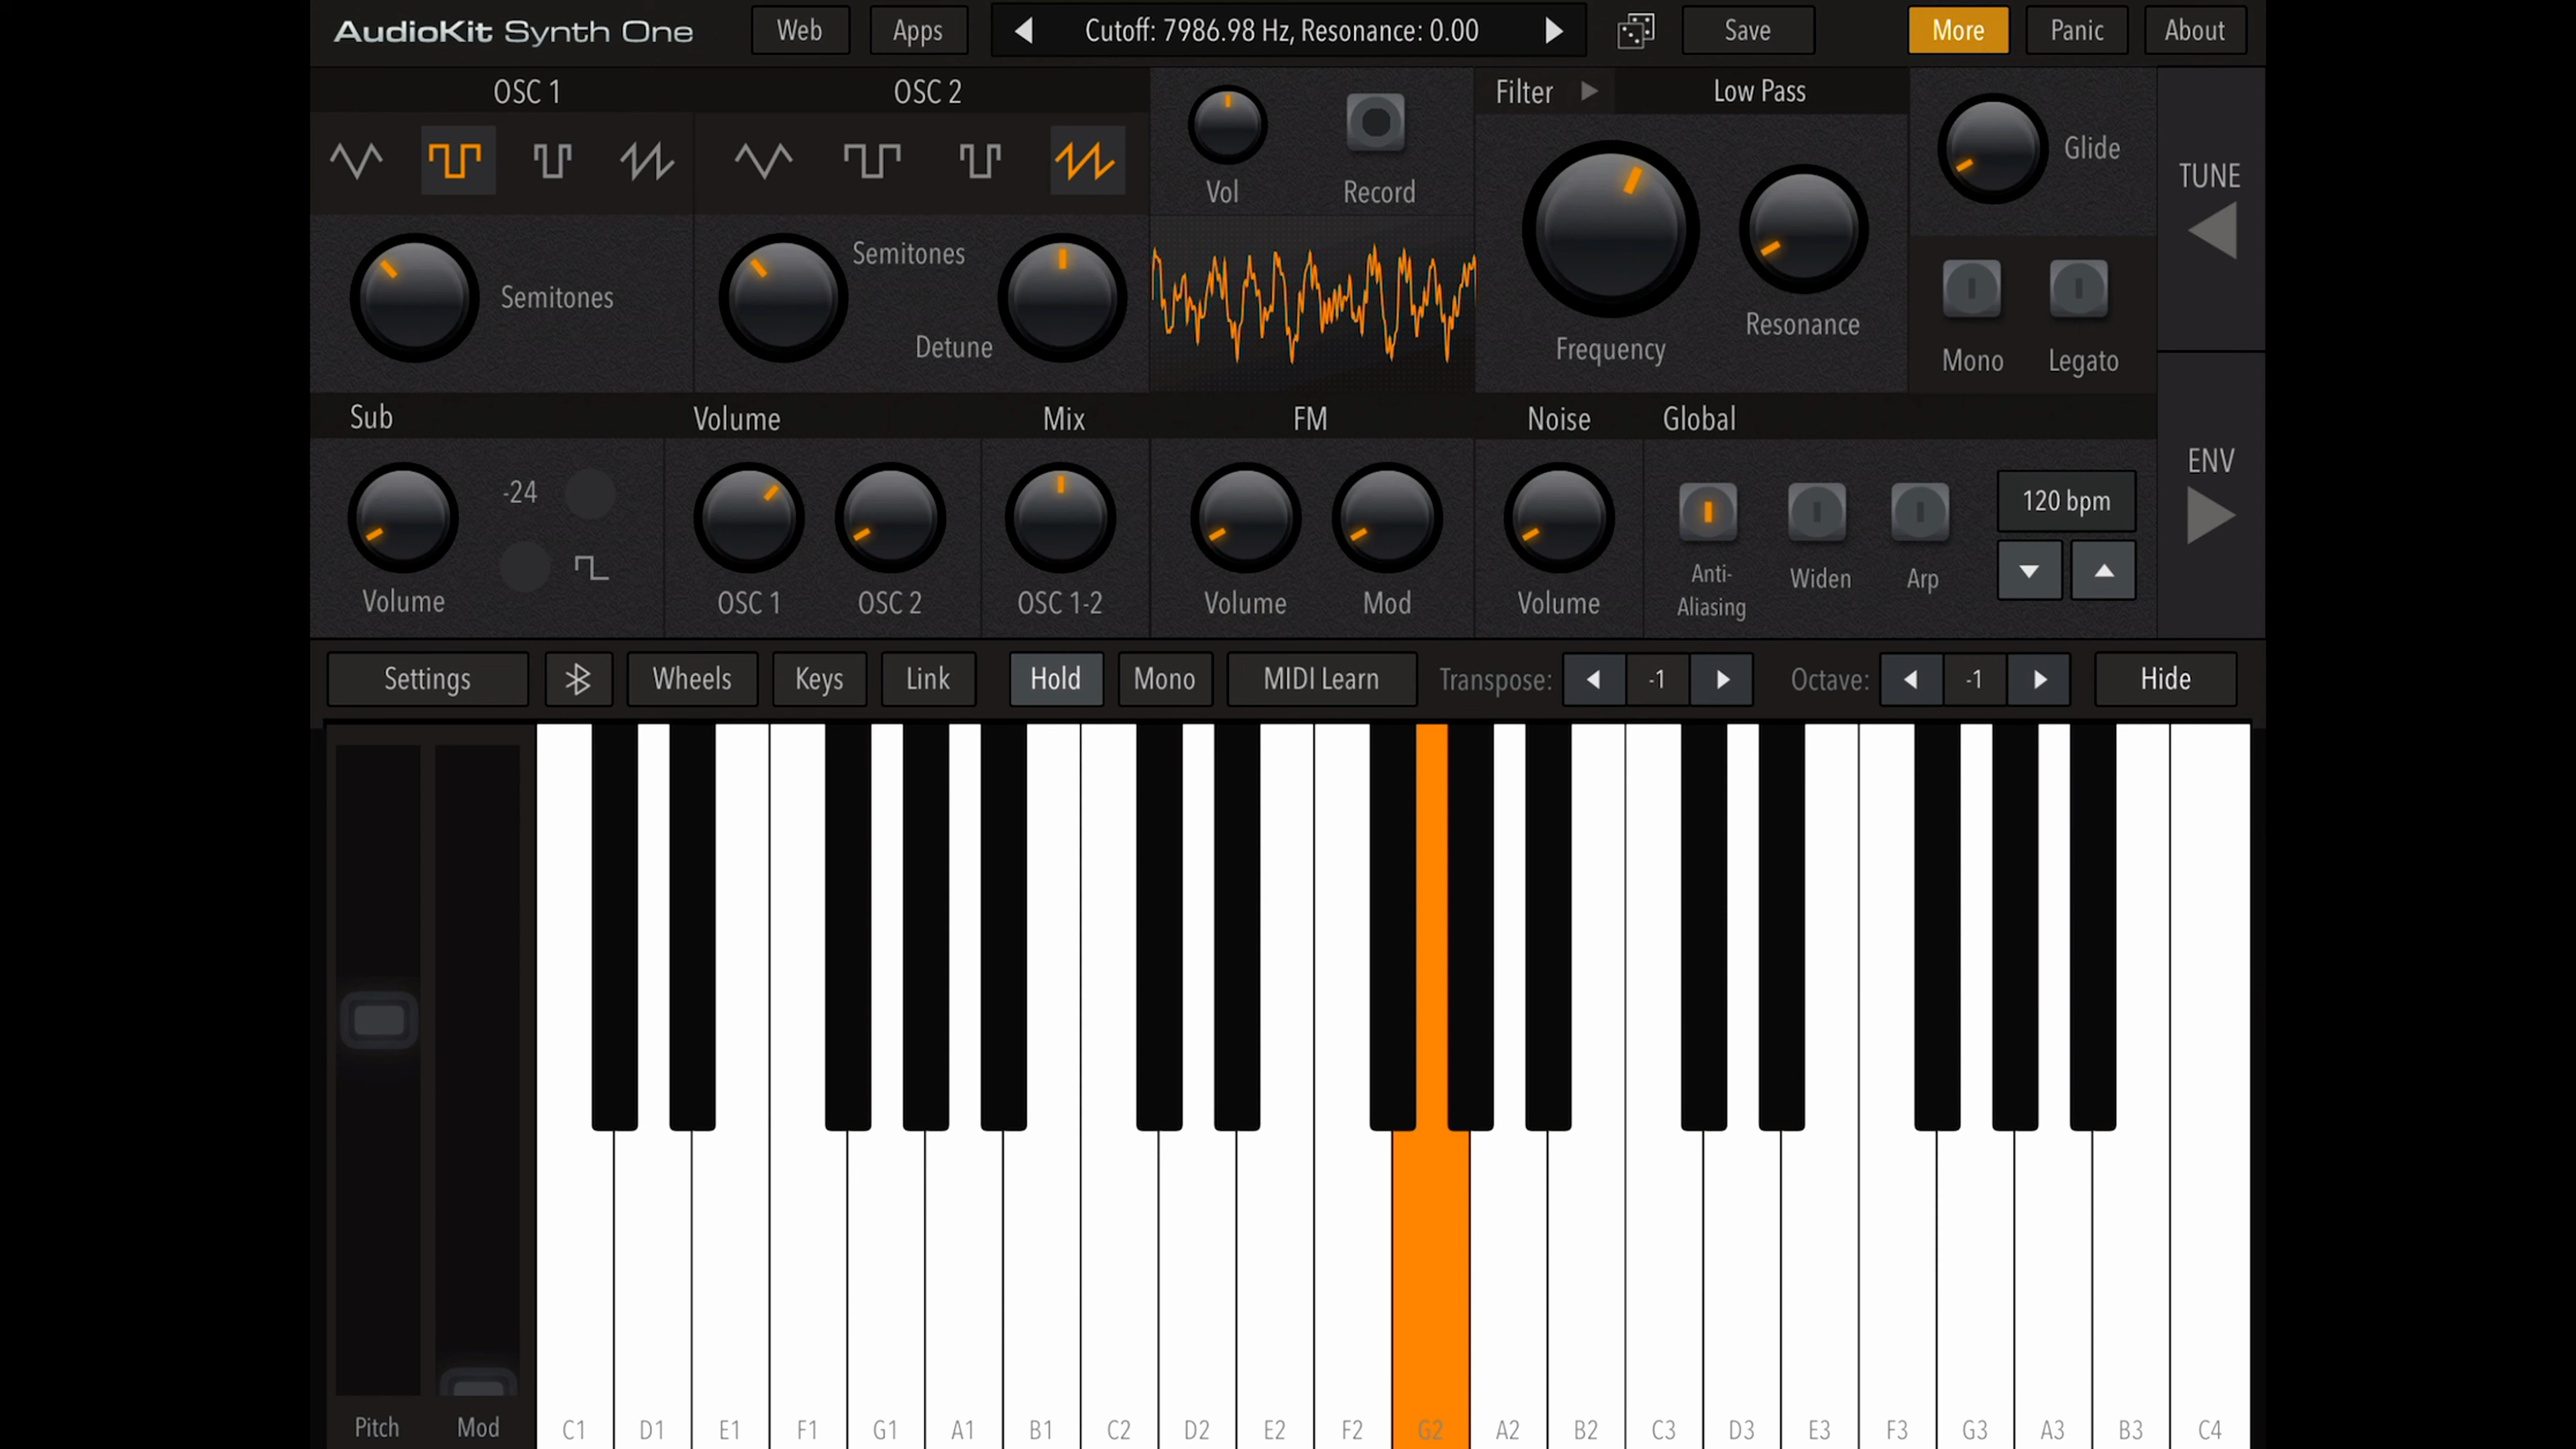 AudioKit Synth One
Web
Apps
Cutoff: 7986.98 Hz, Resonance: 0.00
Save
More
Panic
About
OSC 1
OSC 2
Vol
Record
Filter
Low Pass
Glide
TUNE
Semitones
Semitones
Detune
Frequency
Resonance
Mono
Legato
Sub
Volume
Mix
FM
Noise
Global
ENV
-24
120 bpm
Volume
OSC 1
OSC 2
OSC 1-2
Volume
Mod
Volume
Anti-
Aliasing
Widen
Arp
Settings
Wheels
Keys
Link
Hold
Mono
MIDI Learn
Transpose:
-1
Octave:
-1
Hide
Pitch
Mod
C1
D1
E1
F1
G1
A1
B1
C2
D2
E2
F2
G2
A2
B2
C3
D3
E3
F3
G3
A3
B3
C4